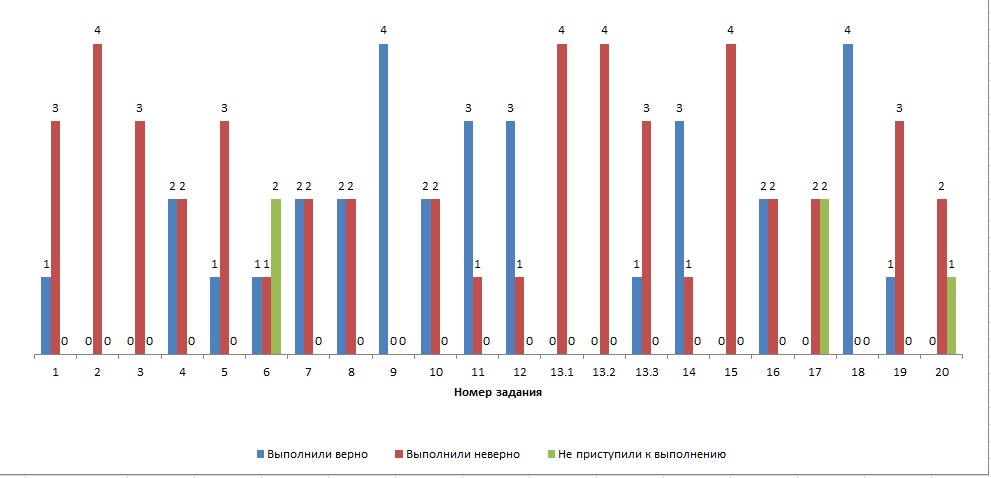 4 4 4 4 4 4
3 3 3 3 3 3 3 3
2 2 2 2 2 2 2 2 2 2 2 2 2 2
1 1 1 1 1 1 1 1 1 1
0 0 0 0 0 0 0 0 0 0 0 0 0 0 0 0 0 0 0 0 0 0 0 0 0 0 0 0
1 2 3 4 5 6 7 8 9 10 11 12 13.1 13.2 13.3 14 15 16 17 18 19 20
Номер задания
Выполнили верно Выполнили неверно Не приступили к выполнению